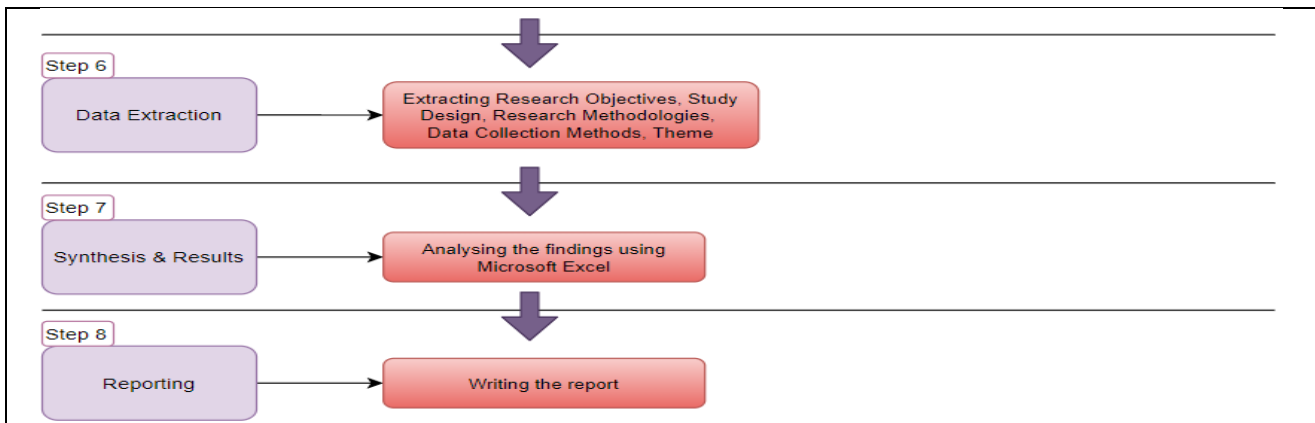 Step 6
Data Extraction
Extracting Research Objectives, Study
Design, Research Methodologies,
Data Collection Methods, Theme
Step 7
Synthesis & Results
Analysing the findings using
Microsoft Excel
Step 8
Reporting
Writing the report